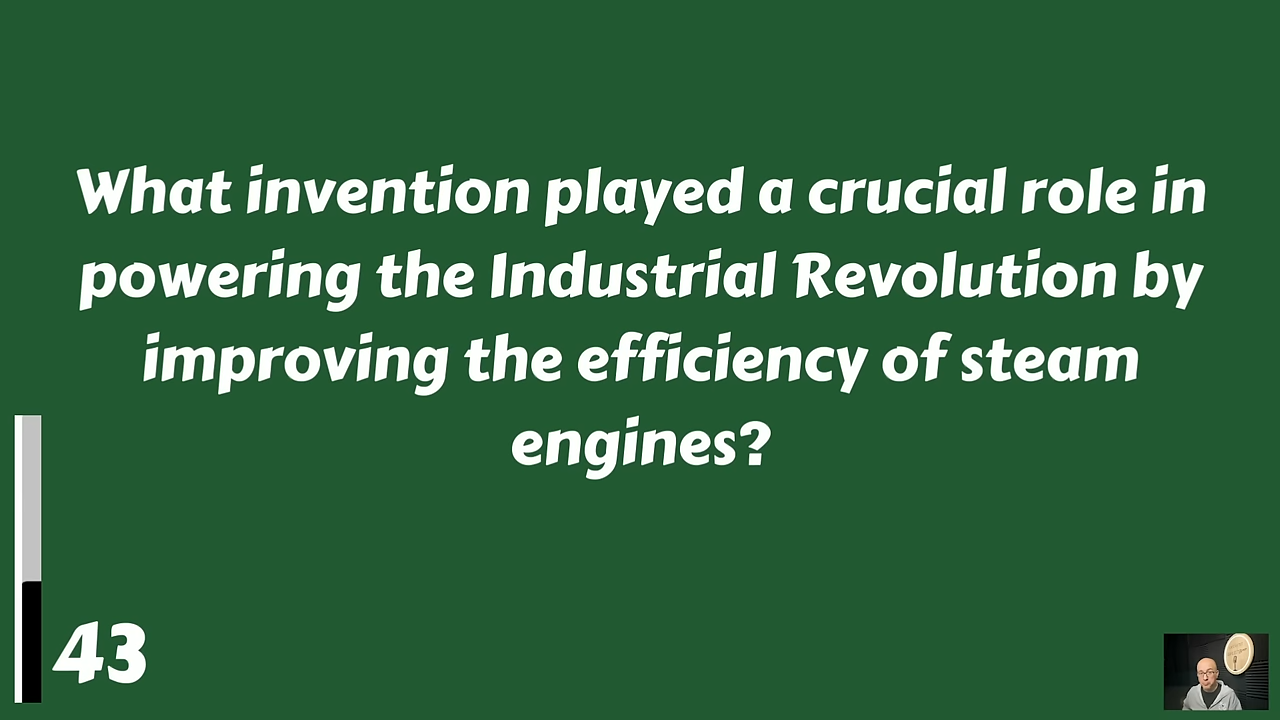 What invention played a crucial role in
powering the Industrial Revolution by
improving the efficiency of steam
engines?
43